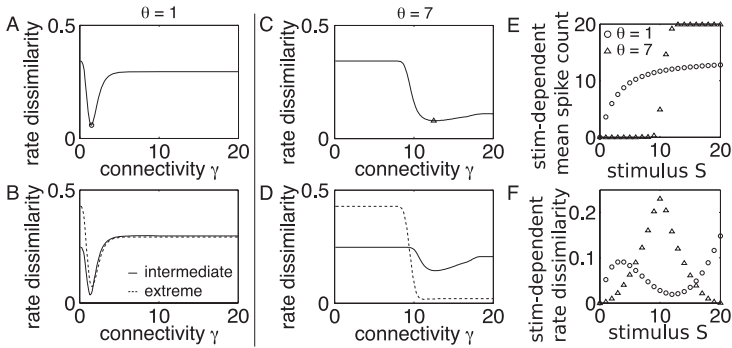 θ = 1
θ = 7
A
rate dissimilarity
0.5
0
0
10
20
connectivity γ
B
rate dissimilarity
0.5
0
intermediate
extreme
0
10
20
connectivity γ
C
rate dissimilarity
0.5
0
0
10
20
connectivity γ
D
rate dissimilarity
0.5
0
0
10
20
connectivity γ
E
stim-dependent
mean spike count
20
10
0
θ = 1
θ = 7
0
10
20
stimulus S
F
stim-dependent
rate dissimilarity
0.2
0.1
0
0
10
20
stimulus S